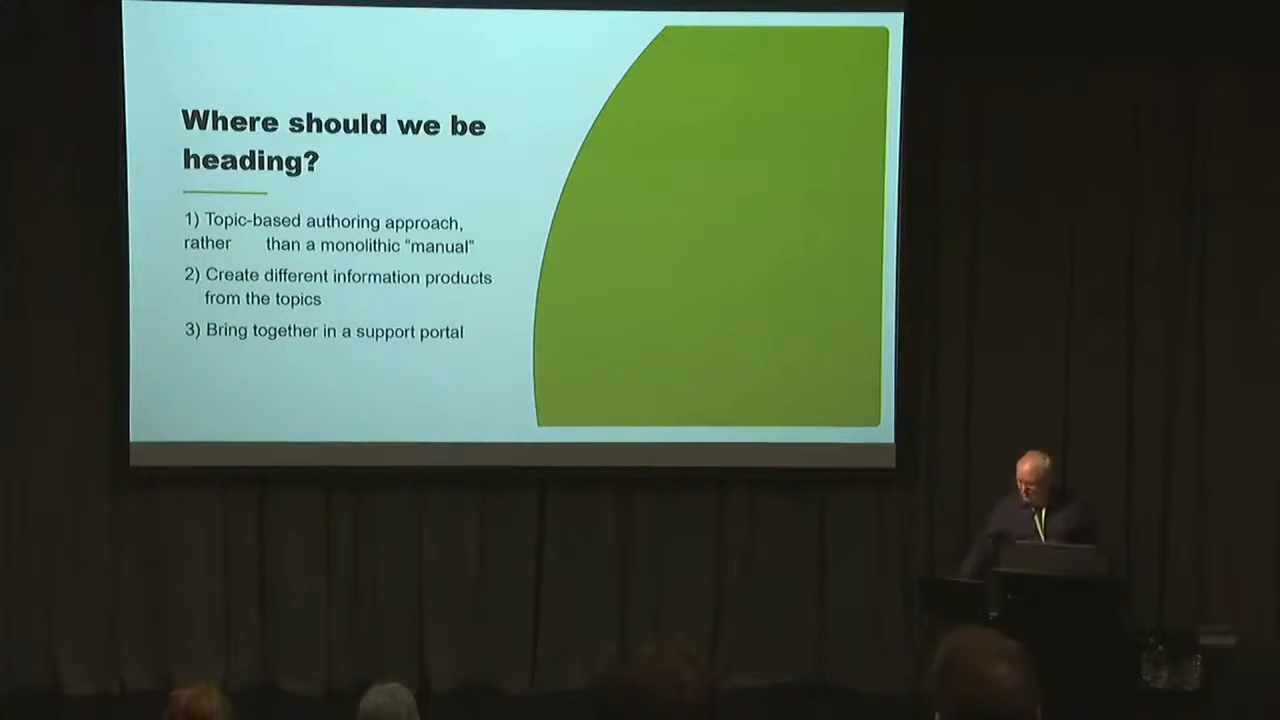 Where should we be
heading?
1) Topic-based authoring approach,
rather than a monolithic "manual"
2) Create different information products
from the topics
3) Bring together in a support portal